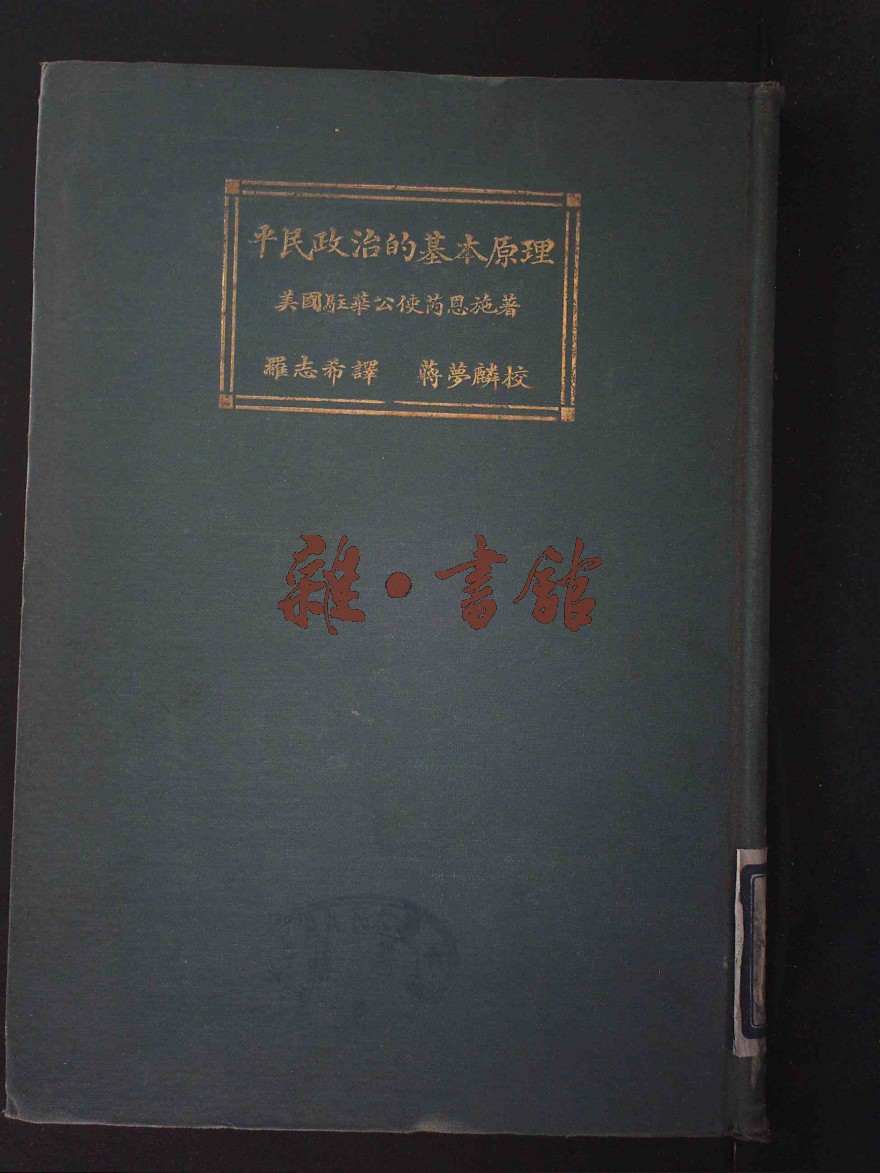 平民政治的基本原理
美國駐華公使芮恩施著
羅志希譯　蔣夢麟校
雜·書館